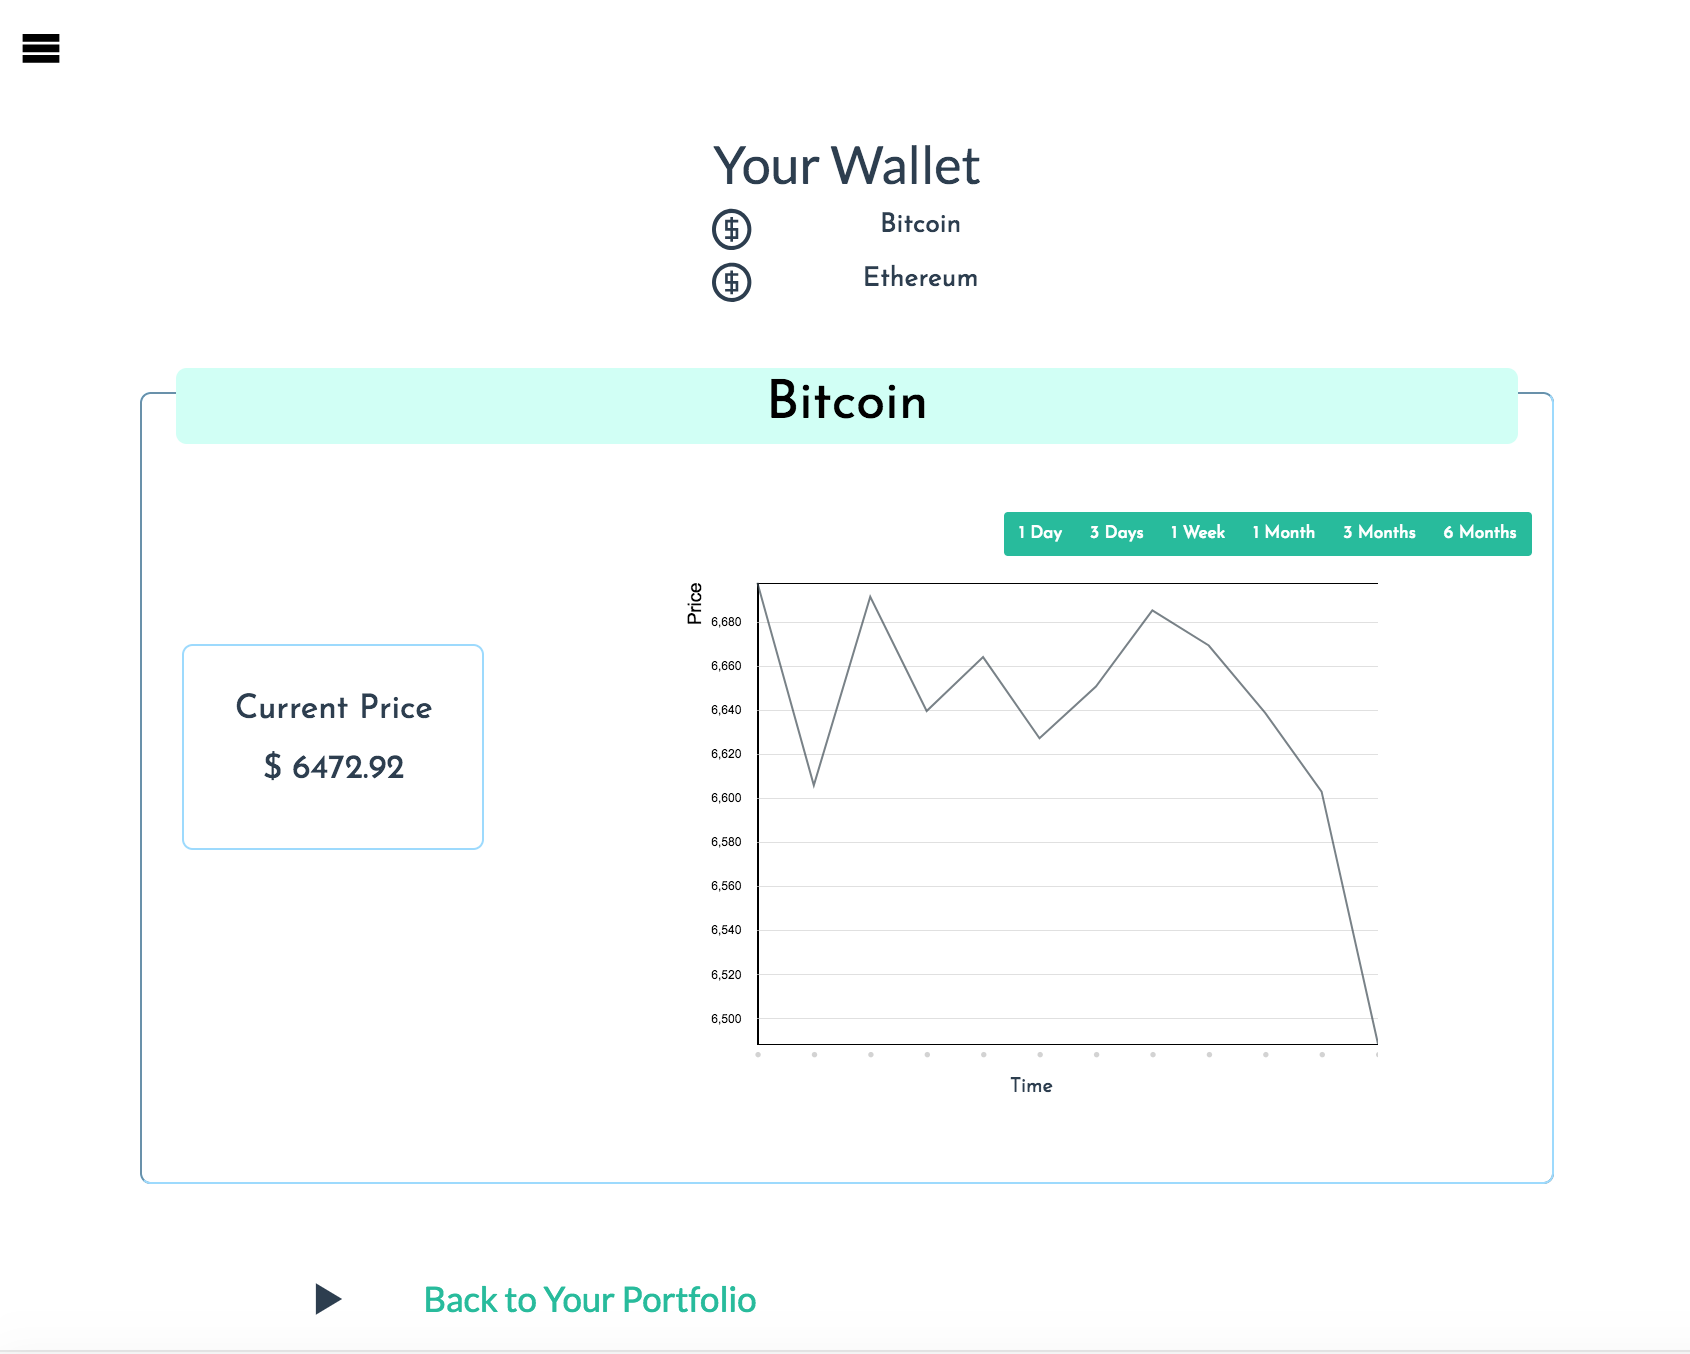 Your Wallet
Bitcoin
Ethereum
Bitcoin
1 Day 3 Days 1 Week 1 Month 3 Months 6 Months
Price
6,680
6,660
6,640
6,620
6,600
6,580
6,560
6,540
6,520
6,500
Time
Current Price
$ 6472.92
Back to Your Portfolio